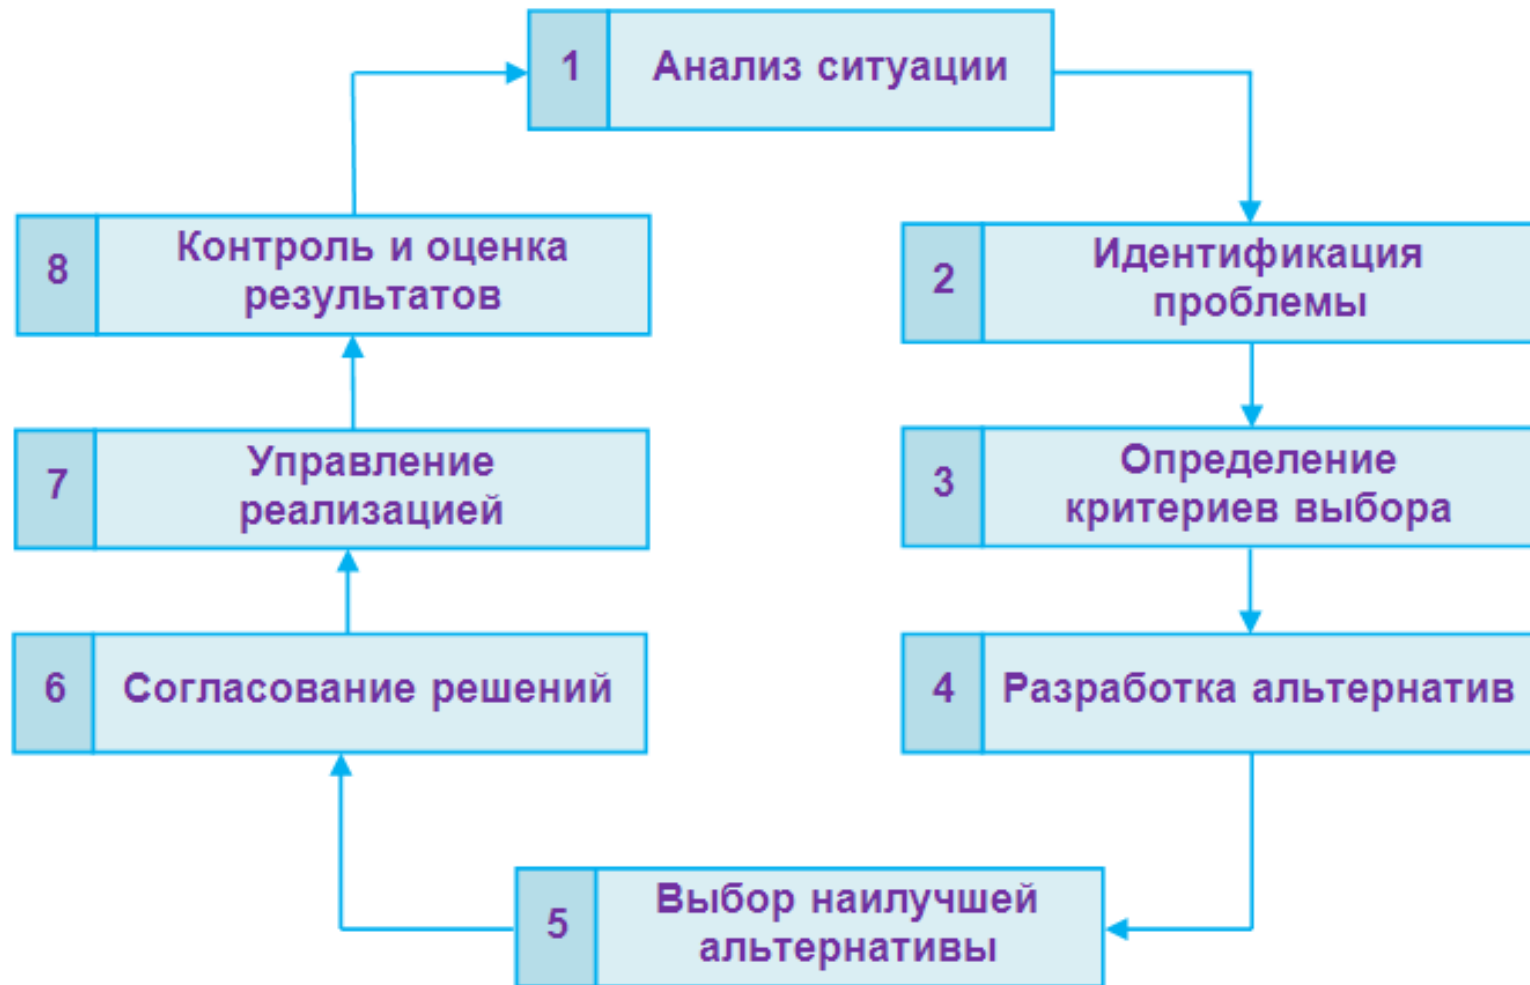 1 Анализ ситуации
2 Идентификация
проблемы
3 Определение
критериев выбора
4 Разработка альтернатив
5 Выбор наилучшей
альтернативы
6 Согласование решений
7 Управление
реализацией
8 Контроль и оценка
результатов